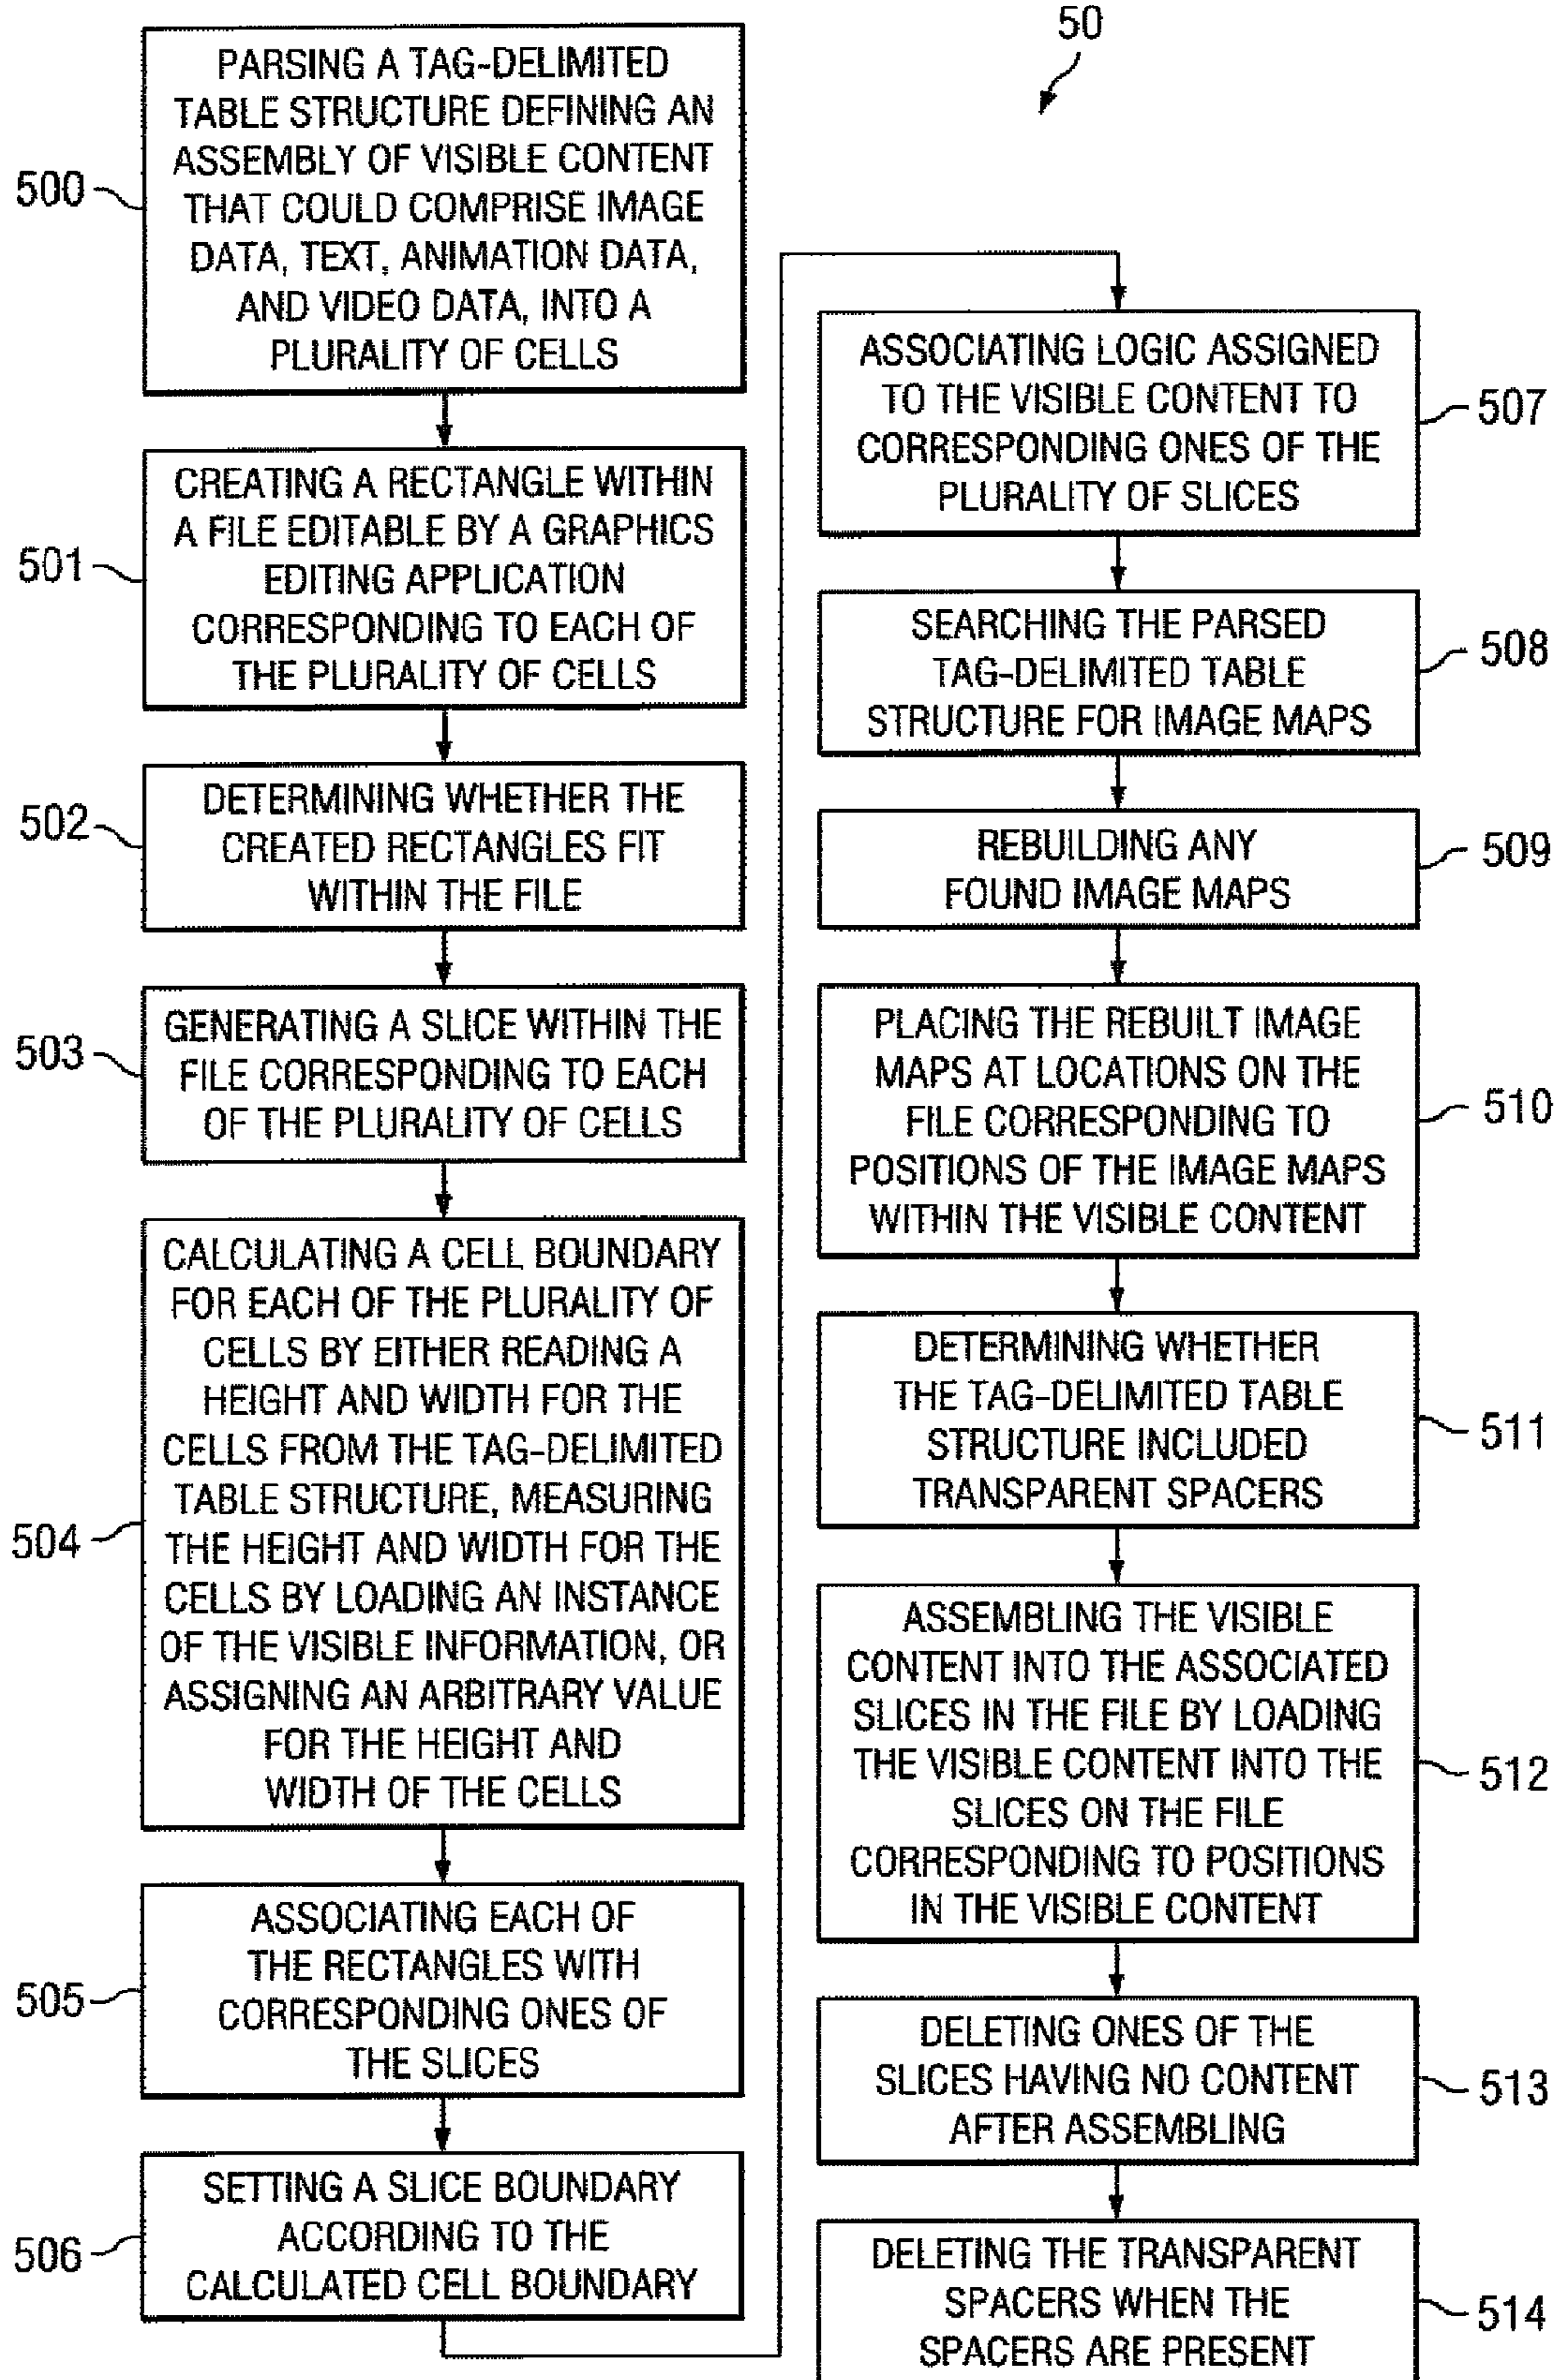 50
500
PARSING A TAG-DELIMITED
TABLE STRUCTURE DEFINING AN
ASSEMBLY OF VISIBLE CONTENT
THAT COULD COMPRISE IMAGE
DATA, TEXT, ANIMATION DATA,
AND VIDEO DATA, INTO A
PLURALITY OF CELLS
501
CREATING A RECTANGLE WITHIN
A FILE EDITABLE BY A GRAPHICS
EDITING APPLICATION
CORRESPONDING TO EACH OF
THE PLURALITY OF CELLS
502
DETERMINING WHETHER THE
CREATED RECTANGLES FIT
WITHIN THE FILE
503
GENERATING A SLICE WITHIN THE
FILE CORRESPONDING TO EACH
OF THE PLURALITY OF CELLS
504
CALCULATING A CELL BOUNDARY
FOR EACH OF THE PLURALITY OF
CELLS BY EITHER READING A
HEIGHT AND WIDTH FOR THE
CELLS FROM THE TAG-DELIMITED
TABLE STRUCTURE, MEASURING
THE HEIGHT AND WIDTH FOR THE
CELLS BY LOADING AN INSTANCE
OF THE VISIBLE INFORMATION, OR
ASSIGNING AN ARBITRARY VALUE
FOR THE HEIGHT AND
WIDTH OF THE CELLS
505
ASSOCIATING EACH OF
THE RECTANGLES WITH
CORRESPONDING ONES OF
THE SLICES
506
SETTING A SLICE BOUNDARY
ACCORDING TO THE
CALCULATED CELL BOUNDARY
ASSOCIATING LOGIC ASSIGNED
TO THE VISIBLE CONTENT TO
CORRESPONDING ONES OF THE
PLURALITY OF SLICES
507
SEARCHING THE PARSED
TAG-DELIMITED TABLE
STRUCTURE FOR IMAGE MAPS
508
REBUILDING ANY
FOUND IMAGE MAPS
509
PLACING THE REBUILT IMAGE
MAPS AT LOCATIONS ON THE
FILE CORRESPONDING TO
POSITIONS OF THE IMAGE MAPS
WITHIN THE VISIBLE CONTENT
510
DETERMINING WHETHER
THE TAG-DELIMITED TABLE
STRUCTURE INCLUDED
TRANSPARENT SPACERS
511
ASSEMBLING THE VISIBLE
CONTENT INTO THE ASSOCIATED
SLICES IN THE FILE BY LOADING
THE VISIBLE CONTENT INTO THE
SLICES ON THE FILE
CORRESPONDING TO POSITIONS
IN THE VISIBLE CONTENT
512
DELETING ONES OF THE
SLICES HAVING NO CONTENT
AFTER ASSEMBLING
513
DELETING THE TRANSPARENT
SPACERS WHEN THE
SPACERS ARE PRESENT
514